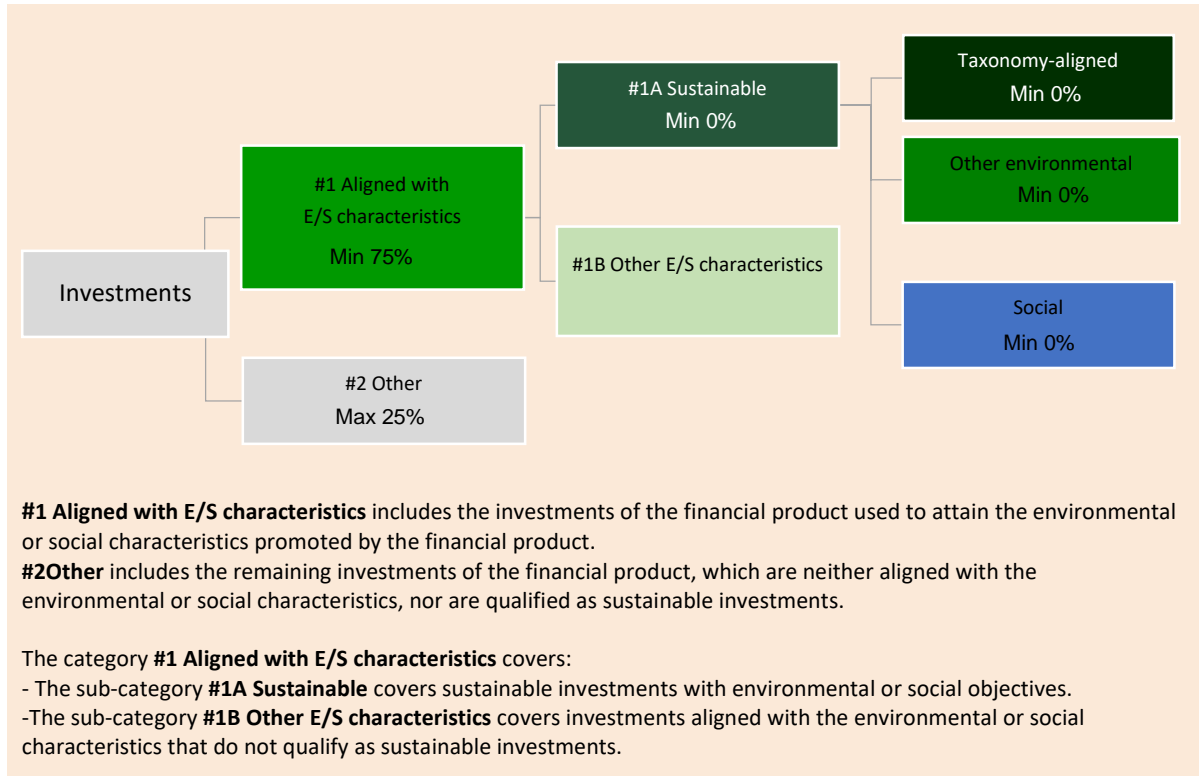 Investments
#1 Aligned with
E/S characteristics
Min 75%
#2 Other
Max 25%
#1A Sustainable
Min 0%
#1B Other E/S characteristics
Taxonomy-aligned
Min 0%
Other environmental
Min 0%
Social
Min 0%
#1 Aligned with E/S characteristics includes the investments of the financial product used to attain the environmental
or social characteristics promoted by the financial product.
#2Other includes the remaining investments of the financial product, which are neither aligned with the
environmental or social characteristics, nor are qualified as sustainable investments.
The category #1 Aligned with E/S characteristics covers:
- The sub-category #1A Sustainable covers sustainable investments with environmental or social objectives.
-The sub-category #1B Other E/S characteristics covers investments aligned with the environmental or social
characteristics that do not qualify as sustainable investments.